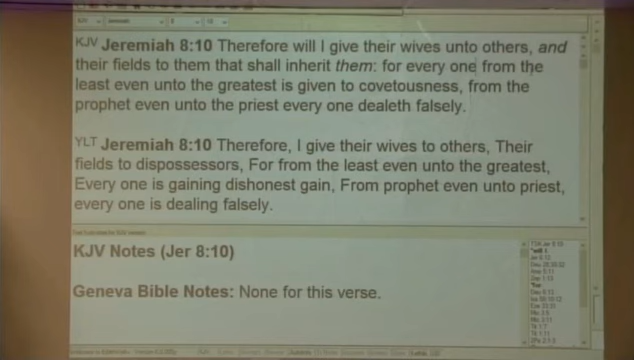 KJV Jeremiah 8:10 Therefore will I give their wives unto others, and
their fields to them that shall inherit them: for every one from the
least even unto the greatest is given to covetousness, from the
prophet even unto the priest every one dealeth falsely.
YLT Jeremiah 8:10 Therefore, I give their wives to others, Their
fields to dispossessors, For from the least even unto the greatest,
Every one is gaining dishonest gain, From prophet even unto priest,
every one is dealing falsely.
KJV Notes (Jer 8:10)
Geneva Bible Notes: None for this verse.